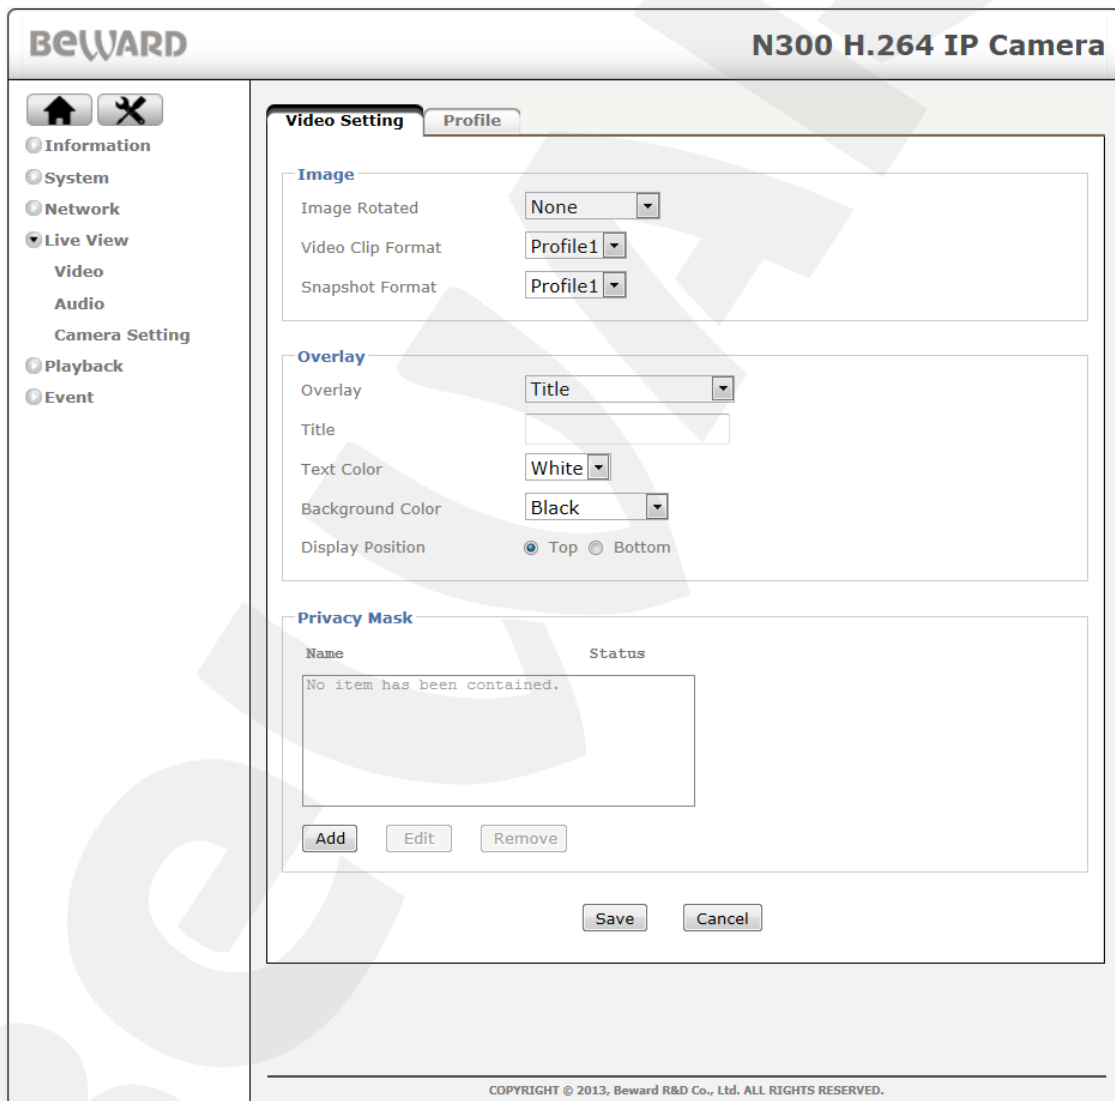 BEWARD
N300 H.264 IP Camera
Information
System
Network
Live View
Video
Audio
Camera Setting
Playback
Event
Video Setting Profile
Image
Image Rotated None
Video Clip Format Profile1
Snapshot Format Profile1
Overlay
Overlay Title
Title
Text Color White
Background Color Black
Display Position Top Bottom
Privacy Mask
Name Status
No item has been contained.
Add Edit Remove
Save Cancel
COPYRIGHT © 2013, Beward R&D Co., Ltd. ALL RIGHTS RESERVED.